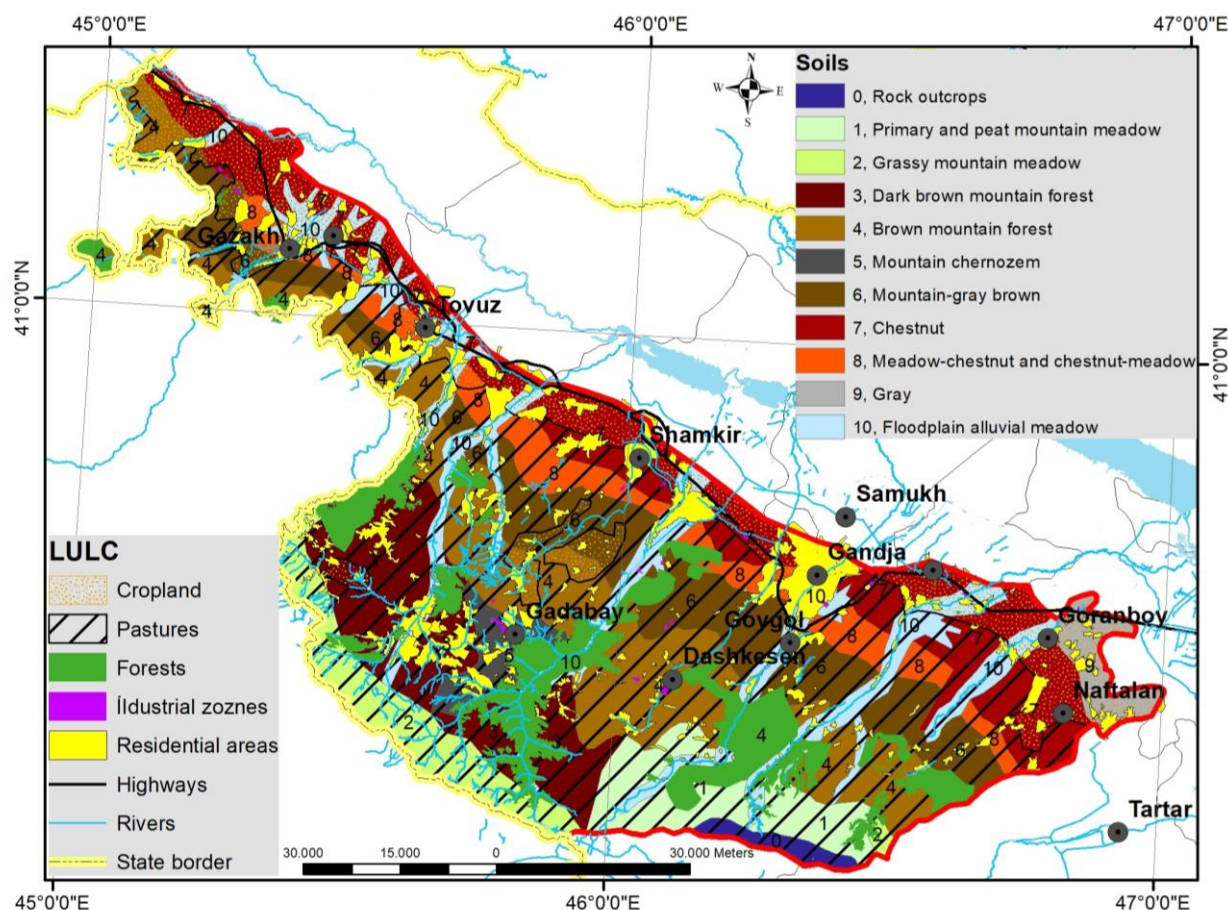 45°0'0"E
46°0'0"E
47°0'0"E
41°0'0"N
41°0'0"N
N
W
E
S
Soils
0, Rock outcrops
1, Primary and peat mountain meadow
2, Grassy mountain meadow
3, Dark brown mountain forest
4, Brown mountain forest
5, Mountain chernozem
6, Mountain-gray brown
7, Chestnut
8, Meadow-chestnut and chestnut-meadow
9, Gray
10, Floodplain alluvial meadow
Gazakh
Tovuz
Shamkir
Samukh
Gandja
Gadabay
Govgol
Goranboy
Dashkesen
Naftalan
Tartar
LULC
Cropland
Pastures
Forests
İldustrial zoznes
Residential areas
Highways
Rivers
State border
30.000
15.000
0
30.000 Meters
45°0'0"E
46°0'0"E
47°0'0"E